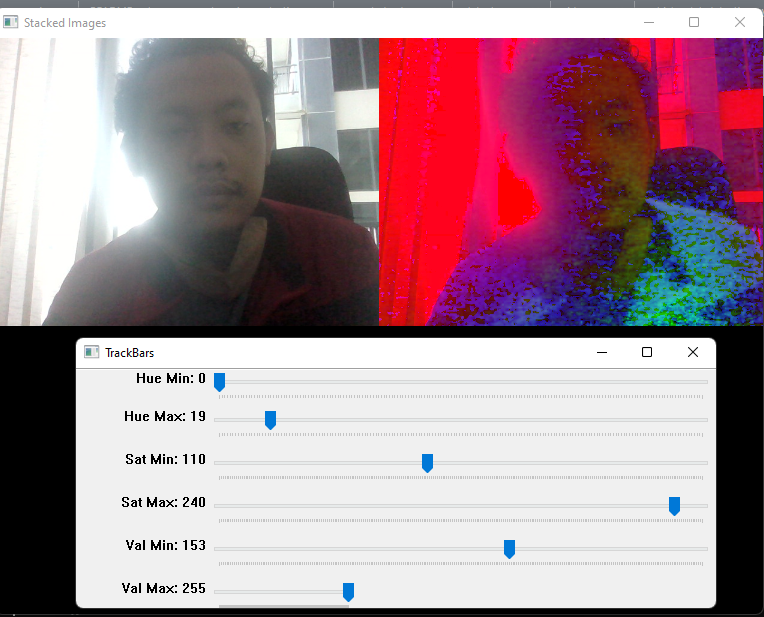 Stacked Images
TrackBars
Hue Min: 0
Hue Max: 19
Sat Min: 110
Sat Max: 240
Val Min: 153
Val Max: 255